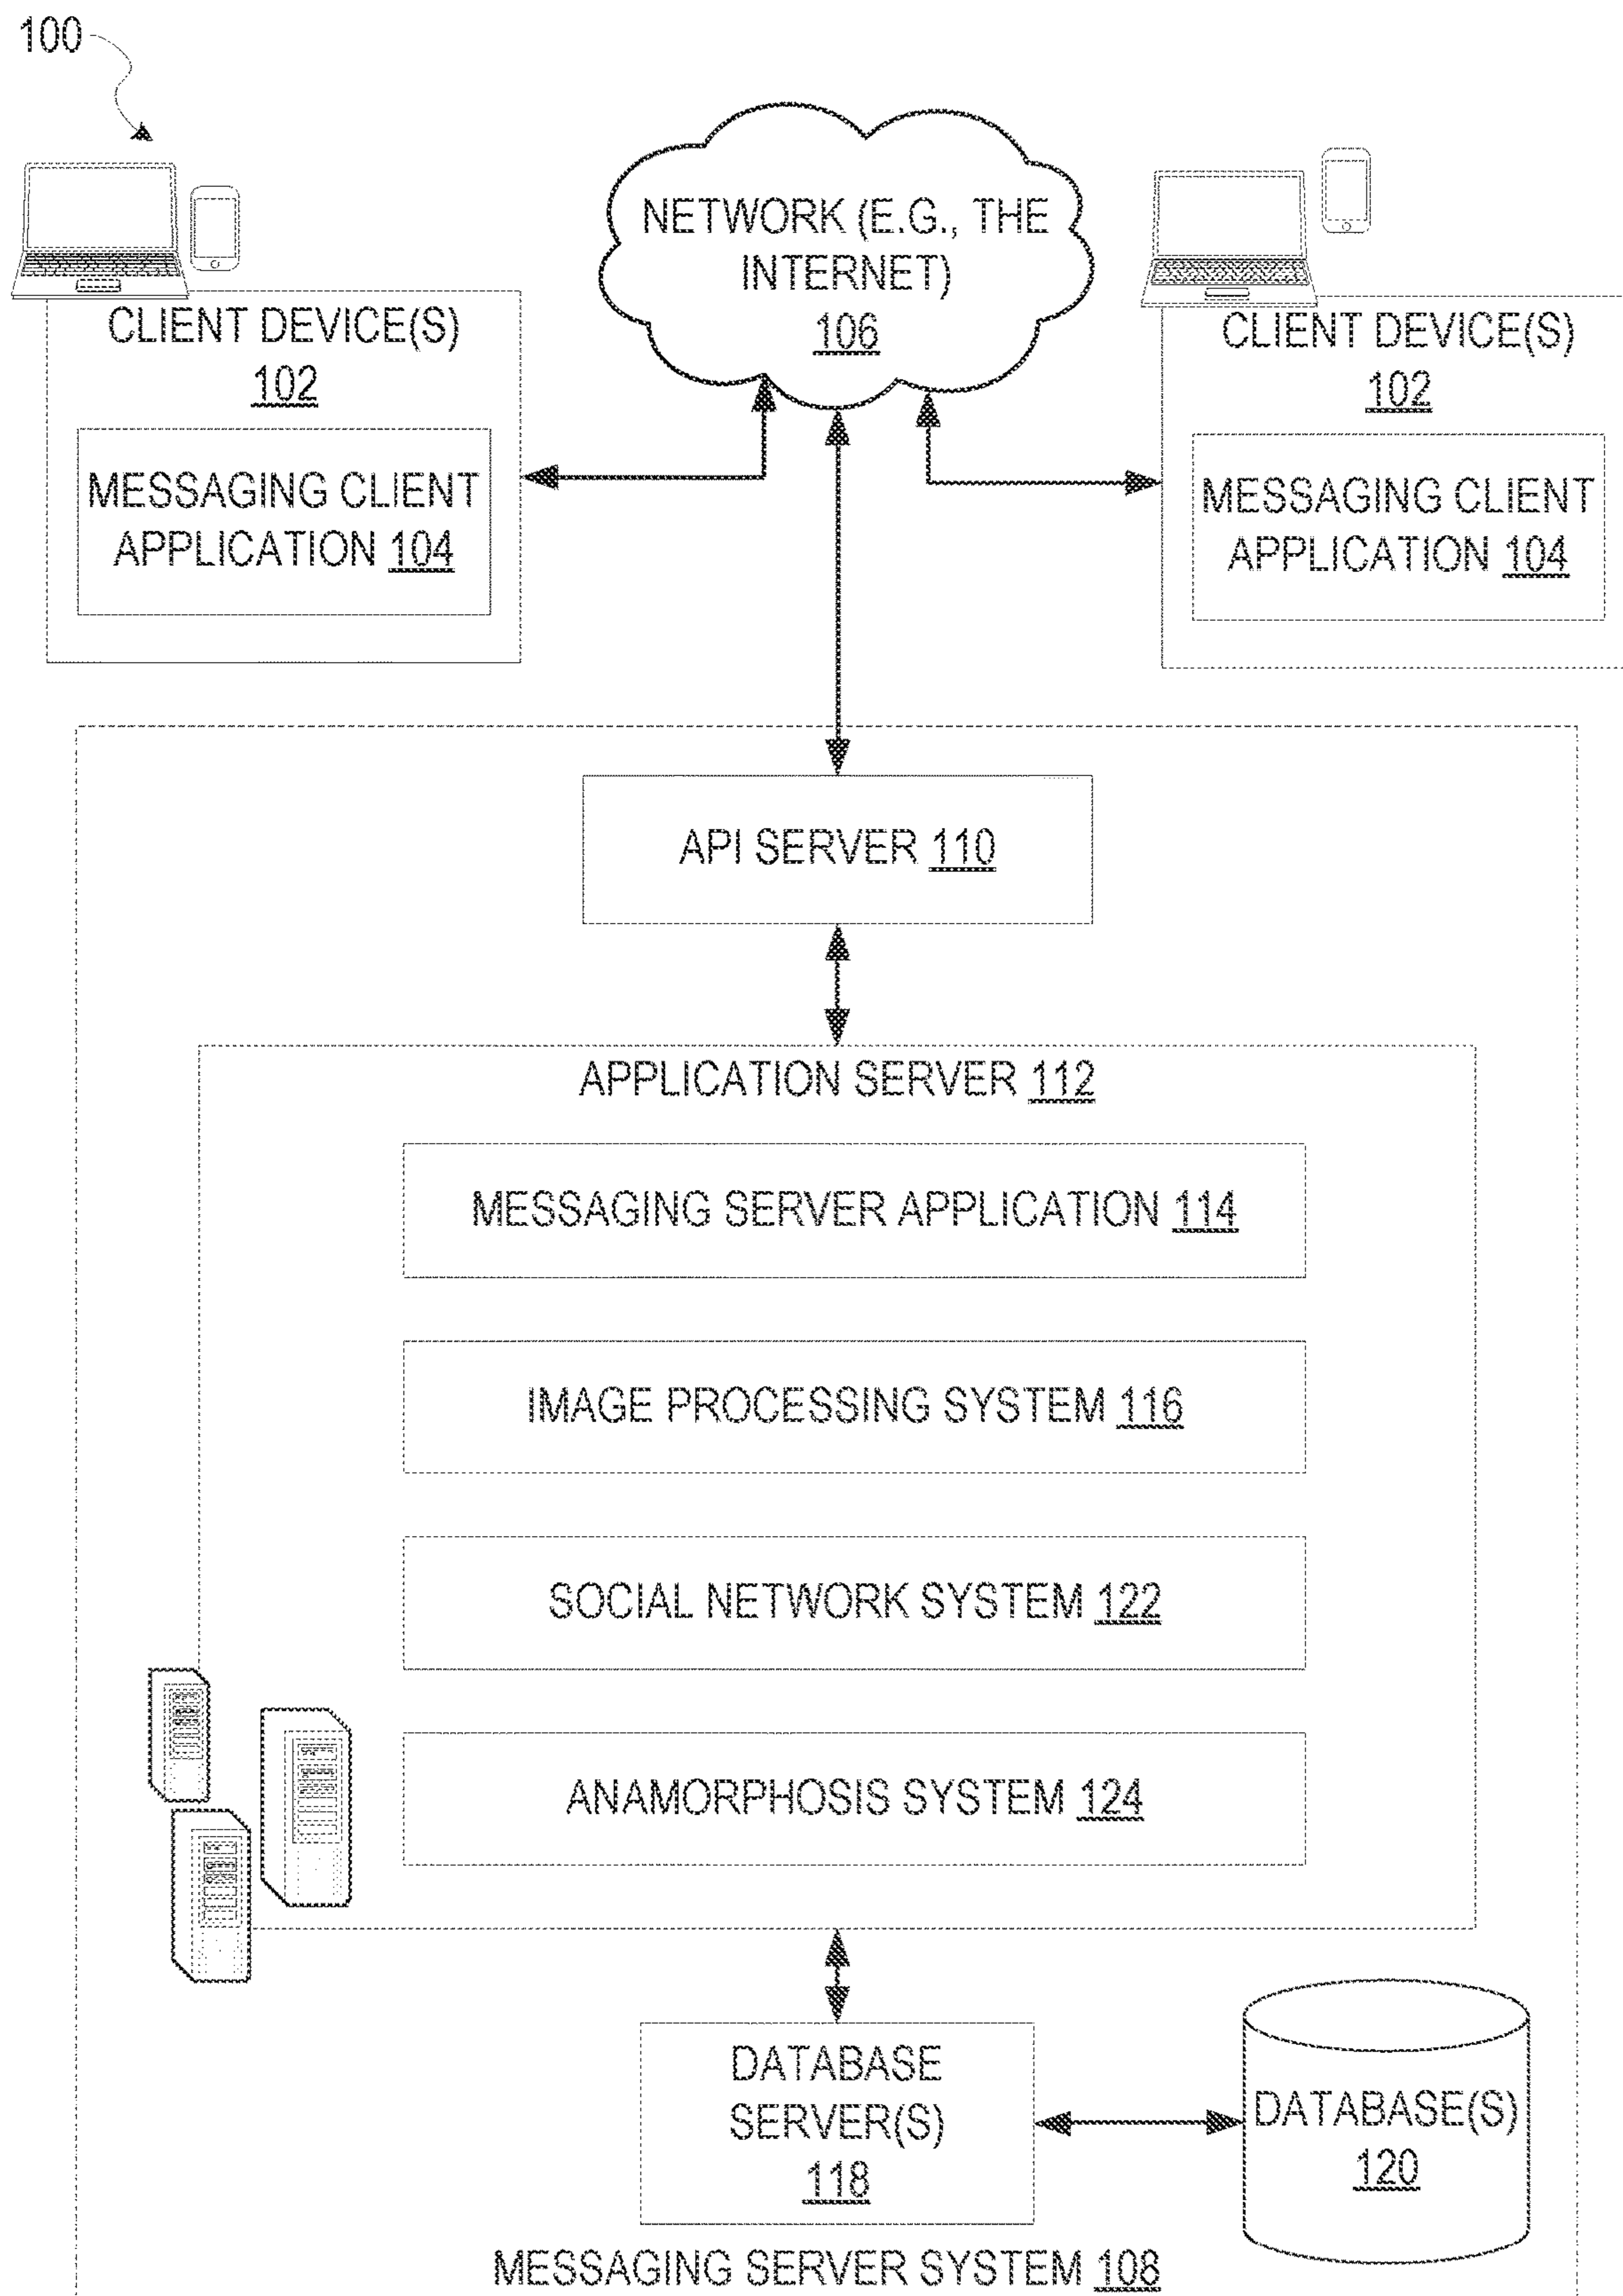 100
NETWORK (E.G., THE
INTERNET)
106
CLIENT DEVICE(S)
102
MESSAGING CLIENT
APPLICATION 104
CLIENT DEVICE(S)
102
MESSAGING CLIENT
APPLICATION 104
API SERVER 110
APPLICATION SERVER 112
MESSAGING SERVER APPLICATION 114
IMAGE PROCESSING SYSTEM 116
SOCIAL NETWORK SYSTEM 122
ANAMORPHOSIS SYSTEM 124
DATABASE
SERVER(S)
118
DATABASE(S)
120
MESSAGING SERVER SYSTEM 108